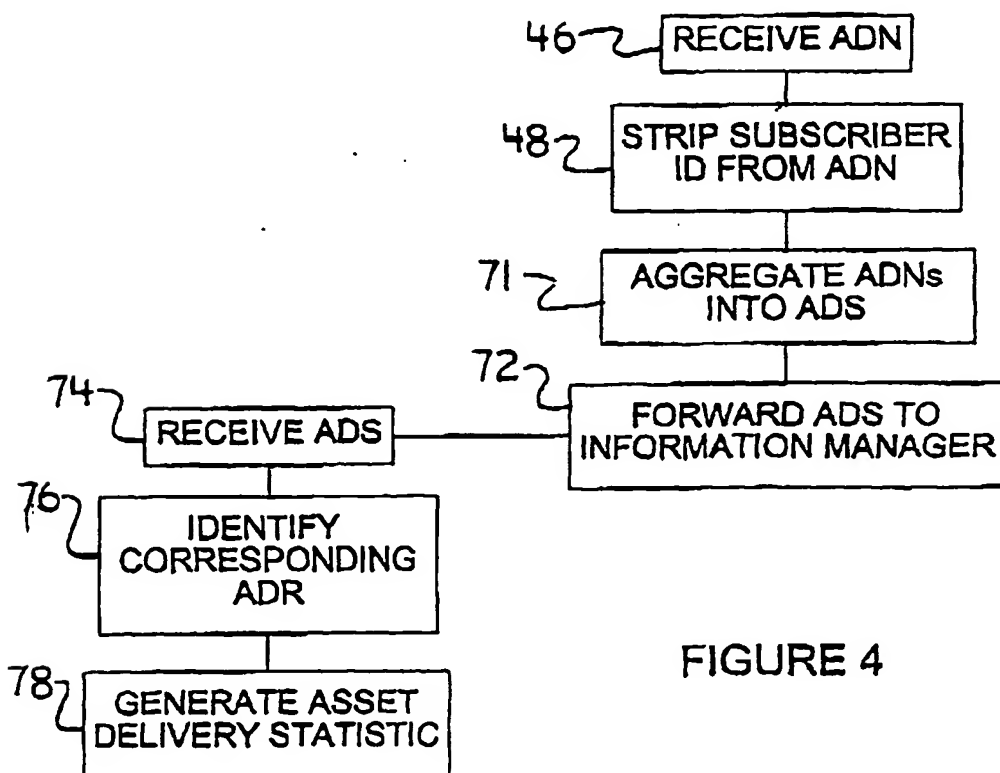 46
RECEIVE ADN
48
STRIP SUBSCRIBER
ID FROM ADN
71
AGGREGATE ADNs
INTO ADS
72
FORWARD ADS TO
INFORMATION MANAGER
74
RECEIVE ADS
76
IDENTIFY
CORRESPONDING
ADR
78
GENERATE ASSET
DELIVERY STATISTIC
FIGURE 4